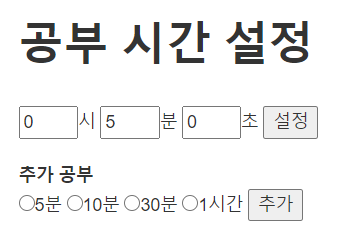 공부 시간 설정
0 시 5 분 0 초 설정
추가 공부
5분 10분 30분 1시간 추가